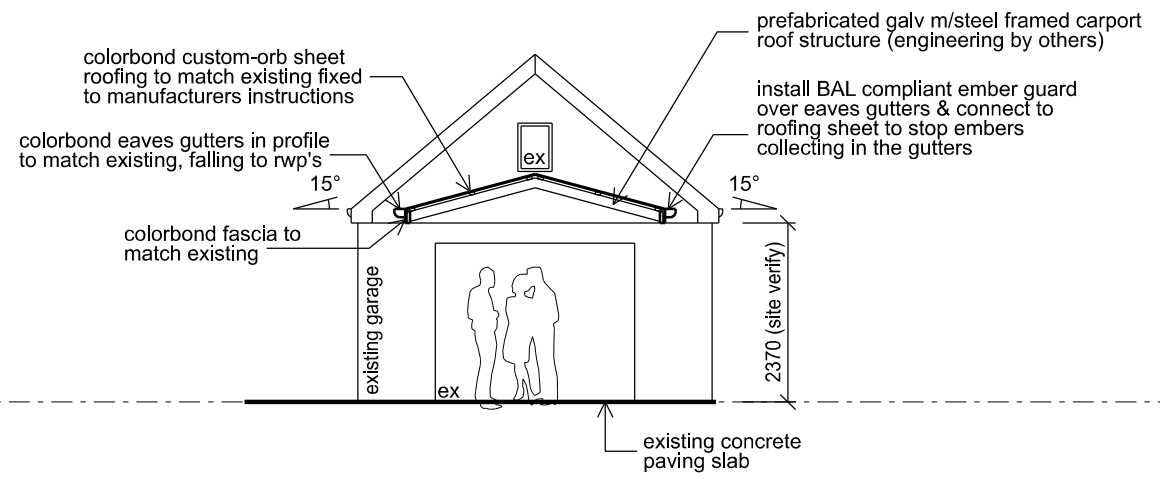 prefabricated galv m/steel framed carport
roof structure (engineering by others)
colorbond custom-orb sheet
roofing to match existing fixed
to manufacturers instructions
install BAL compliant ember guard
over eaves gutters & connect to
roofing sheet to stop embers
collecting in the gutters
colorbond eaves gutters in profile
to match existing, falling to rwp's
ex
15°
15°
colorbond fascia to
match existing
existing garage
2370 (site verify)
ex
existing concrete
paving slab